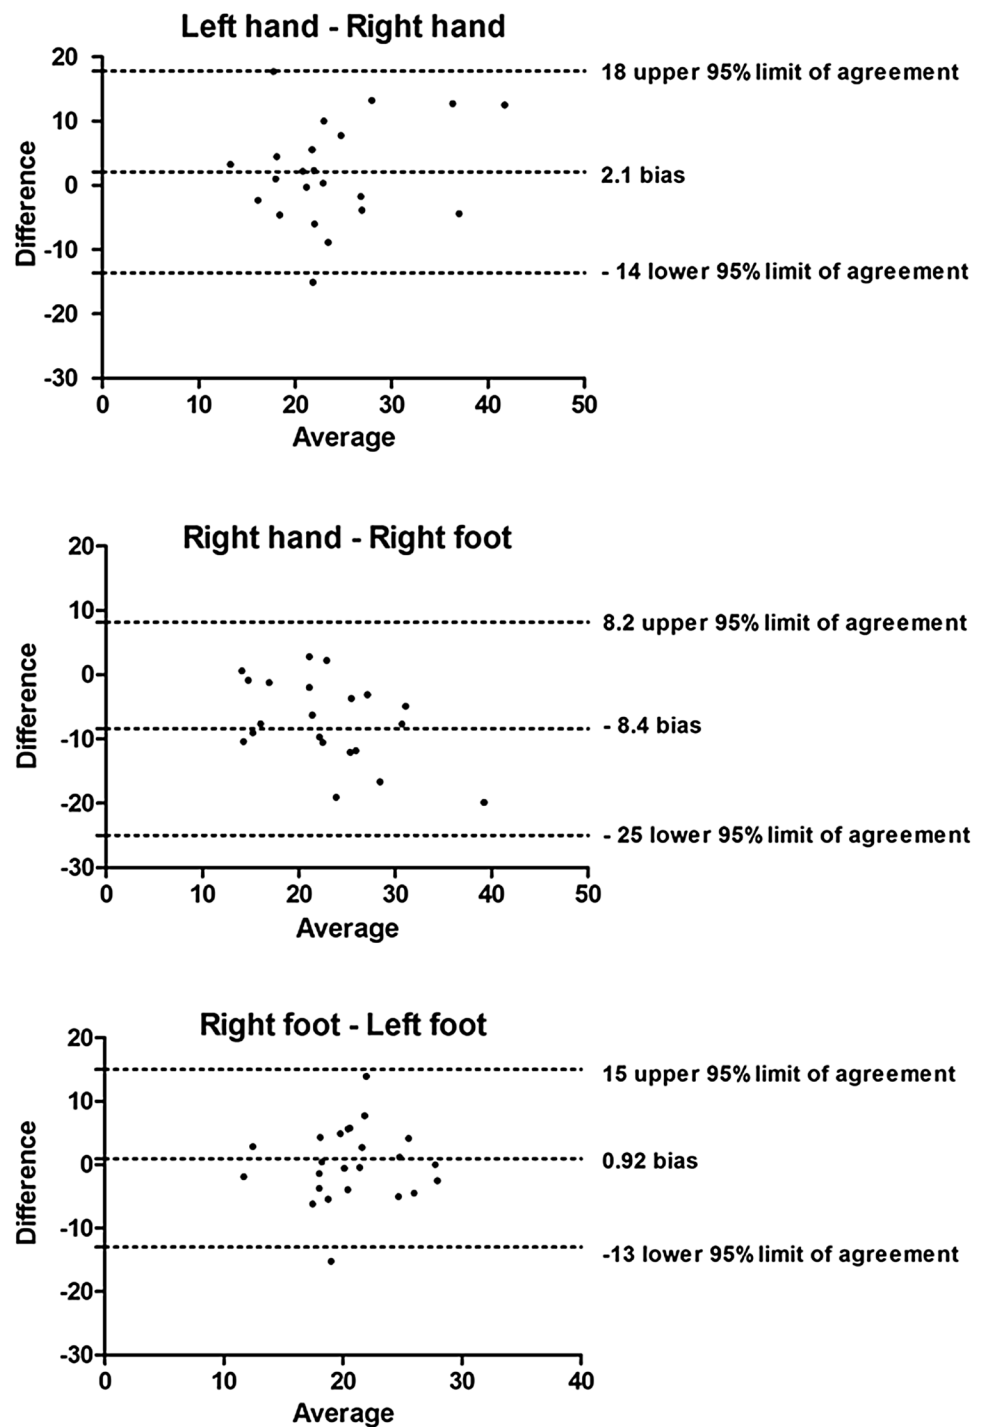 Left hand - Right hand
20
10
0
-10
-20
-30
Difference
18 upper 95% limit of agreement
2.1 bias
- 14 lower 95% limit of agreement
0 10 20 30 40 50
Average
Right hand - Right foot
20
10
0
-10
-20
-30
Difference
8.2 upper 95% limit of agreement
- 8.4 bias
- 25 lower 95% limit of agreement
0 10 20 30 40 50
Average
Right foot - Left foot
20
10
0
-10
-20
-30
Difference
15 upper 95% limit of agreement
0.92 bias
-13 lower 95% limit of agreement
0 10 20 30 40
Average